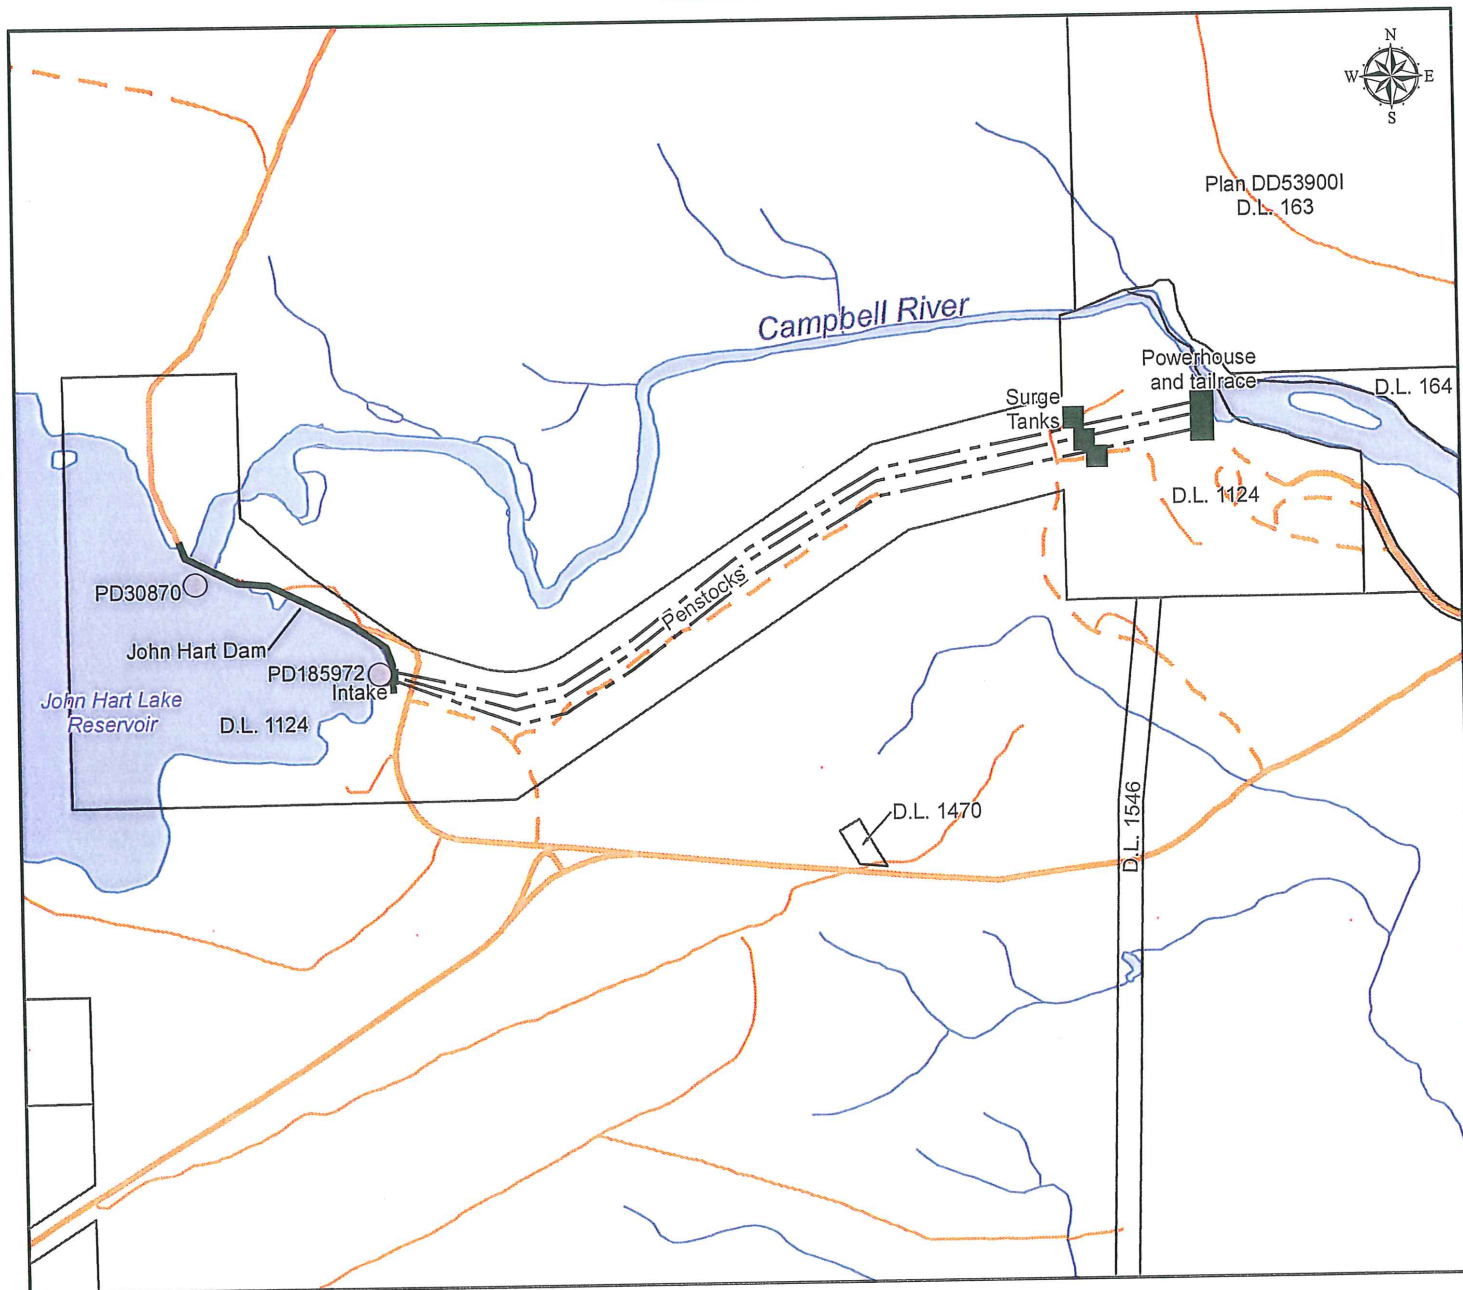 N
W E
S
Plan DD53900I
D.L. 163
Campbell River
Powerhouse
and tailrace
D.L. 164
Surge
Tanks
D.L. 1124
PD30870
Penstocks
John Hart Dam
PD185972
Intake
John Hart Lake
Reservoir
D.L. 1124
D.L. 1470
D.L. 1546